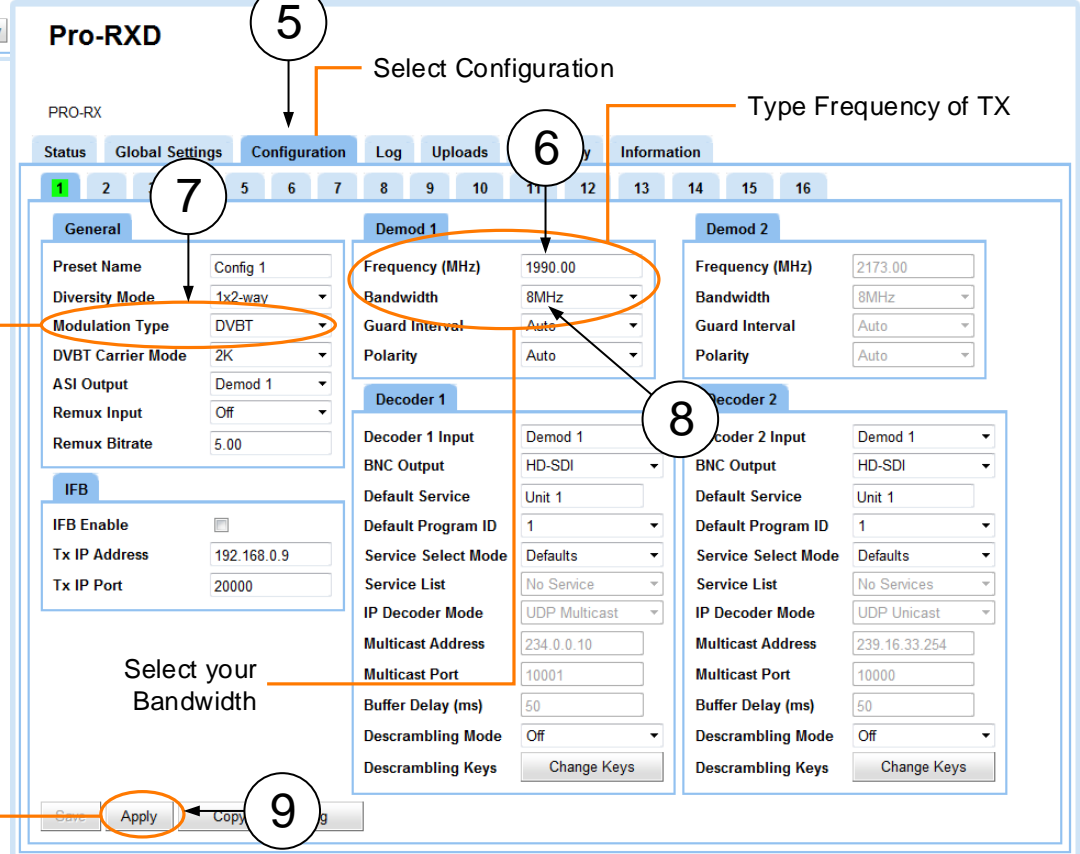 Pro-RXD
5
Select Configuration
Type Frequency of TX
PRO-RX
Status Global Settings Configuration Log Uploads Information
6
1 2 5 6 7 8 9 10 11 12 13 14 15 16
7
General
Preset Name Config 1
Diversity Mode 1x2-way
Modulation Type DVBT
DVBT Carrier Mode 2K
ASI Output Demod 1
Remux Input Off
Remux Bitrate 5.00
IFB
IFB Enable
Tx IP Address 192.168.0.9
Tx IP Port 20000
Demod 1
Frequency (MHz) 1990.00
Bandwidth 8MHz
Guard Interval Auto
Polarity Auto
Demod 2
Frequency (MHz) 2173.00
Bandwidth 8MHz
Guard Interval Auto
Polarity Auto
8
Decoder 1
Decoder 1 Input Demod 1
BNC Output HD-SDI
Default Service Unit 1
Default Program ID 1
Service Select Mode Defaults
Service List No Service
IP Decoder Mode UDP Multicast
Multicast Address 234.0.0.10
Multicast Port 10001
Buffer Delay (ms) 50
Descrambling Mode Off
Descrambling Keys Change Keys
Decoder 2
Decoder 2 Input Demod 1
BNC Output HD-SDI
Default Service Unit 1
Default Program ID 1
Service Select Mode Defaults
Service List No Services
IP Decoder Mode UDP Unicast
Multicast Address 239.16.33.254
Multicast Port 10000
Buffer Delay (ms) 50
Descrambling Mode Off
Descrambling Keys Change Keys
Select your
Bandwidth
Save Apply Copy
9